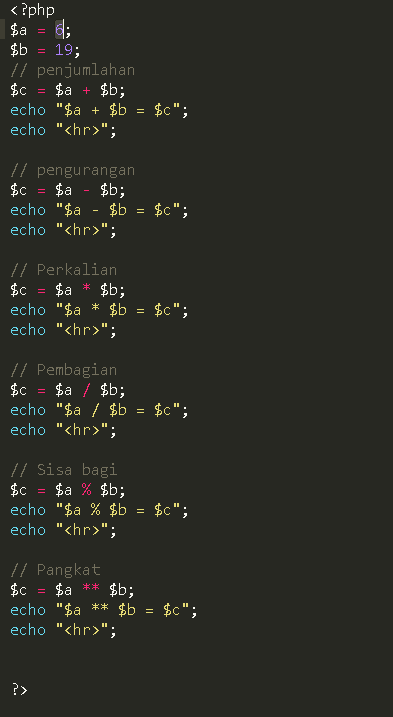 <?php
$a = 6;
$b = 19;
// penjumlahan
$c = $a + $b;
echo "$a + $b = $c";
echo "<hr>";
// pengurangan
$c = $a - $b;
echo "$a - $b = $c";
echo "<hr>";
// Perkalian
$c = $a * $b;
echo "$a * $b = $c";
echo "<hr>";
// Pembagian
$c = $a / $b;
echo "$a / $b = $c";
echo "<hr>";
// Sisa bagi
$c = $a % $b;
echo "$a % $b = $c";
echo "<hr>";
// Pangkat
$c = $a ** $b;
echo "$a ** $b = $c";
echo "<hr>";
?>